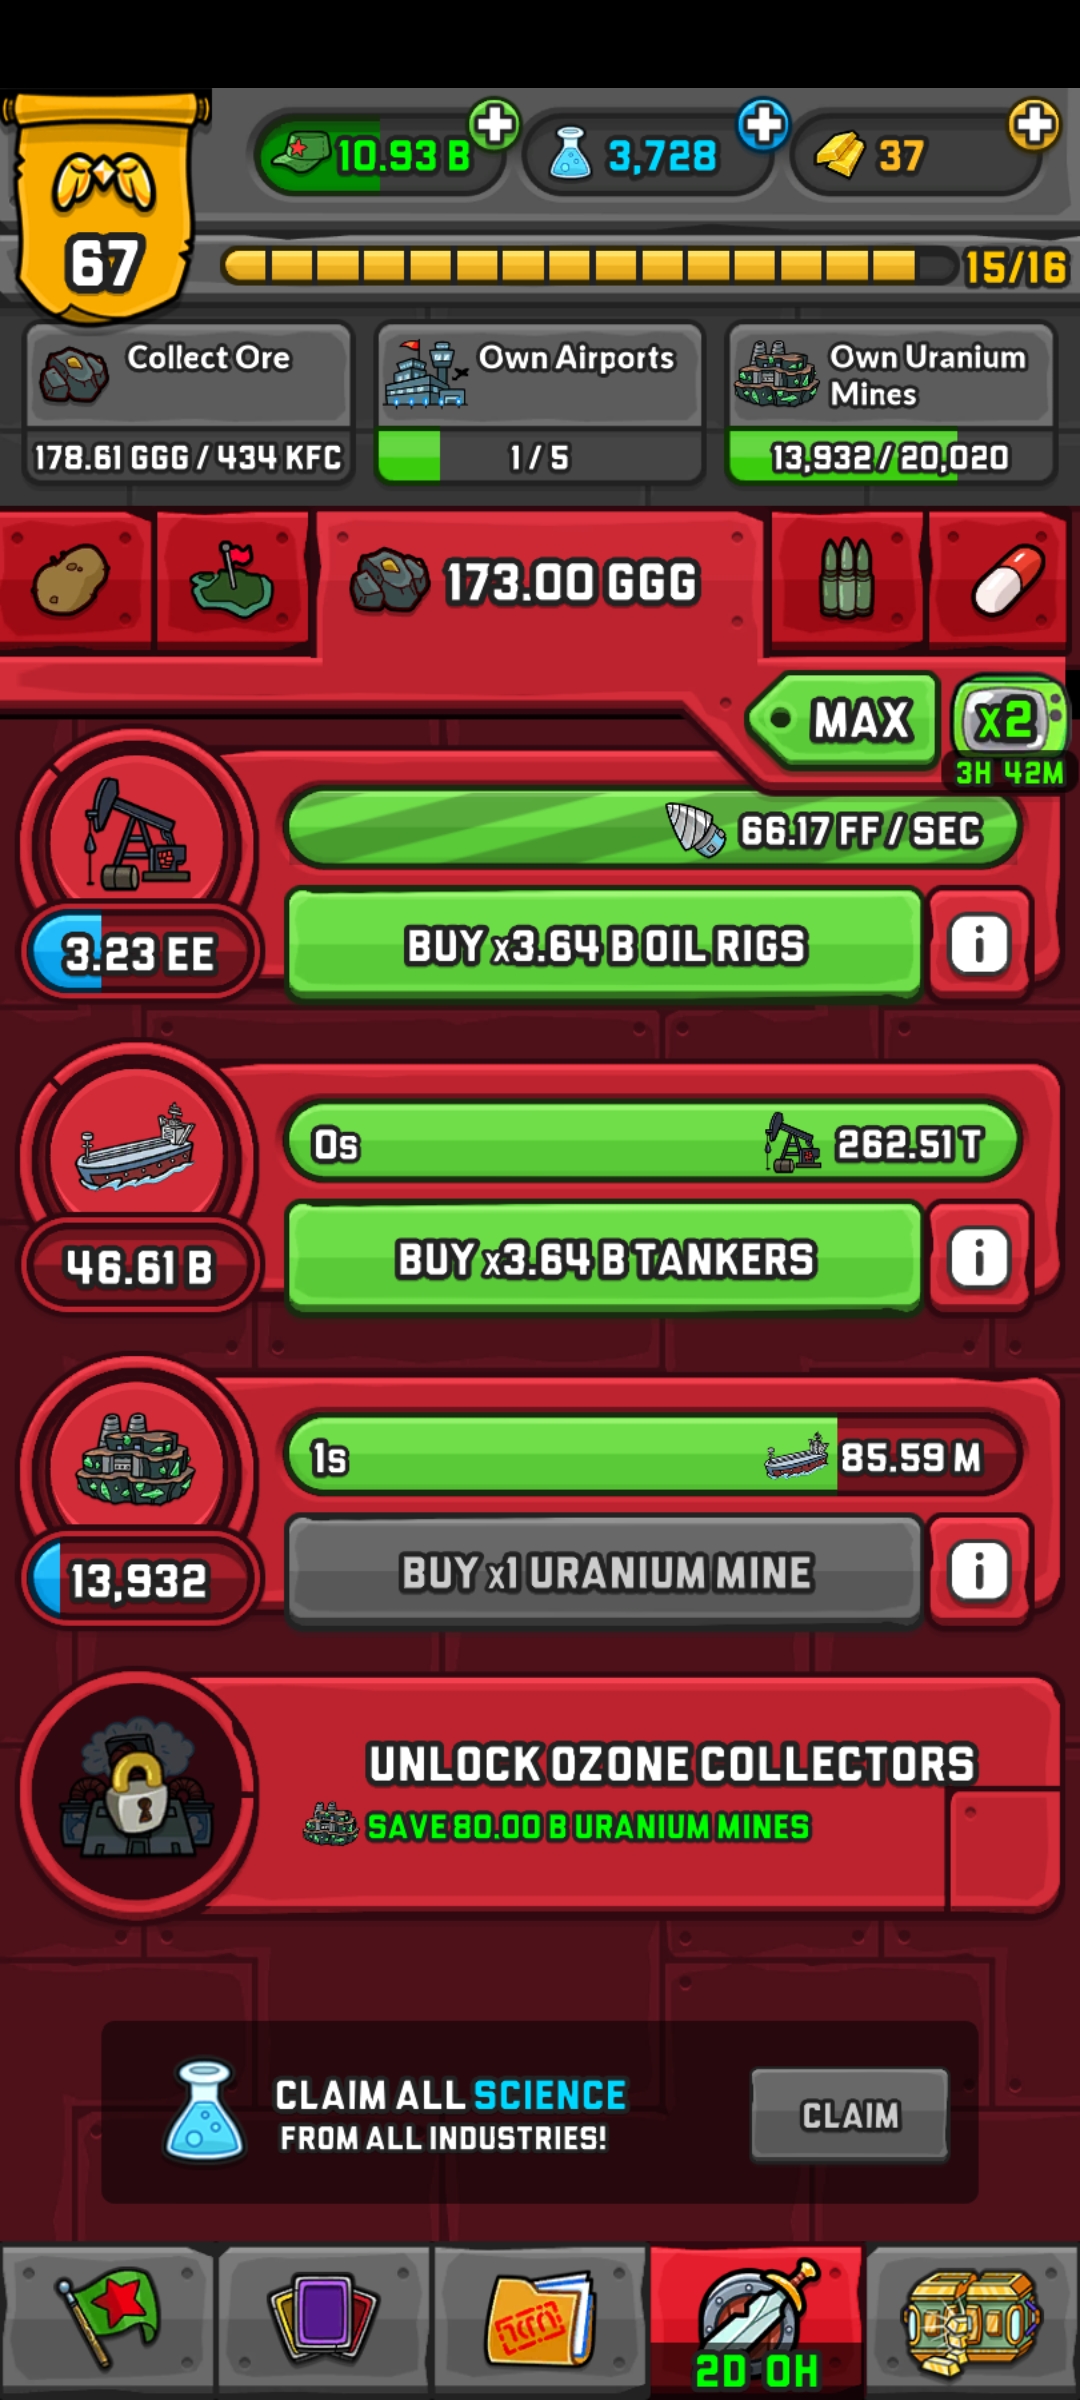 10.93 B
3,728
37
67
15/16
Collect Ore
178.61 GGG / 434 KFC
Own Airports
1 / 5
Own Uranium
Mines
13,932 / 20,020
173.00 GGG
MAX
x2
3H 42M
66.17 FF / SEC
3.23 EE
BUY x3.64 B OIL RIGS
i
0s
262.51 T
46.61 B
BUY x3.64 B TANKERS
i
1s
85.59 M
13,932
BUY x1 URANIUM MINE
i
UNLOCK OZONE COLLECTORS
SAVE 80.00 B URANIUM MINES
CLAIM ALL SCIENCE
FROM ALL INDUSTRIES!
CLAIM
2D 0H